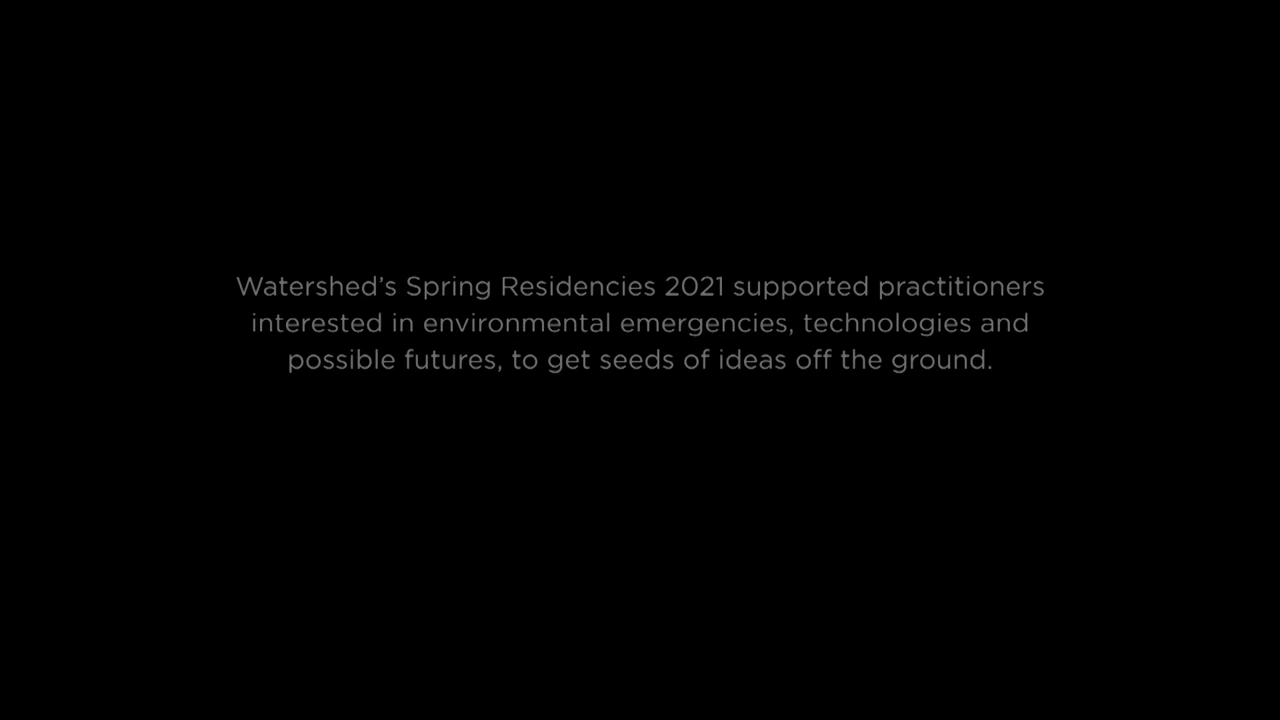 Watershed’s Spring Residencies 2021 supported practitioners
interested in environmental emergencies, technologies and
possible futures, to get seeds of ideas off the ground.